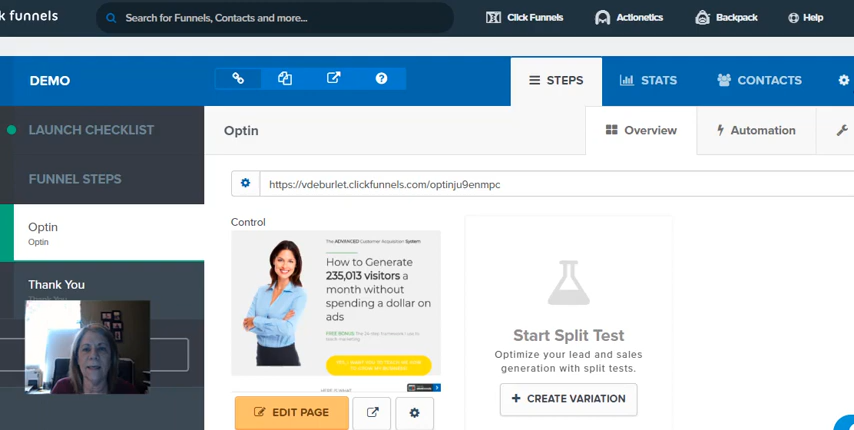 k funnels
Search for Funnels, Contacts and more...
Click Funnels
Actionetics
Backpack
Help
DEMO
STEPS
STATS
CONTACTS
LAUNCH CHECKLIST
Optin
Overview
Automation
FUNNEL STEPS
https://vdeburlet.clickfunnels.com/optinju9enmpc
Optin
Optin
Control
The ADVANCED Customer Acquisition System
How to Generate
235,013 visitors a
month without
spending a dollar on
ads
FREE BONUS:
Thank You
Start Split Test
Optimize your lead and sales
generation with split tests.
EDIT PAGE
+ CREATE VARIATION